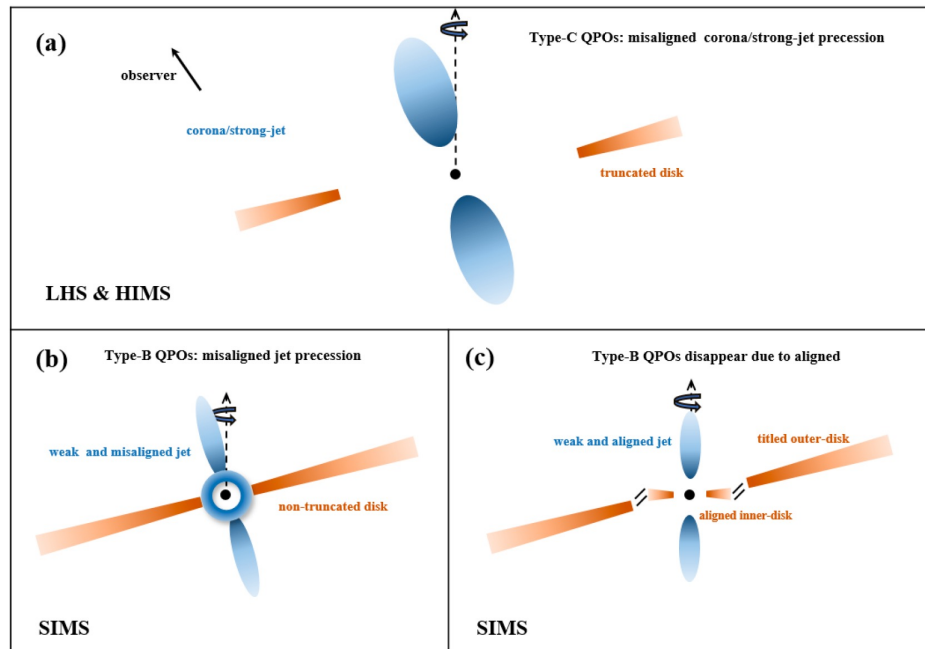 (a)
Type-C QPOs: misaligned corona/strong-jet precession
observer
corona/strong-jet
truncated disk
LHS & HIMS
(b)
Type-B QPOs: misaligned jet precession
weak and misaligned jet
non-truncated disk
SIMS
(c)
Type-B QPOs disappear due to aligned
weak and aligned jet
titled outer-disk
aligned inner-disk
SIMS